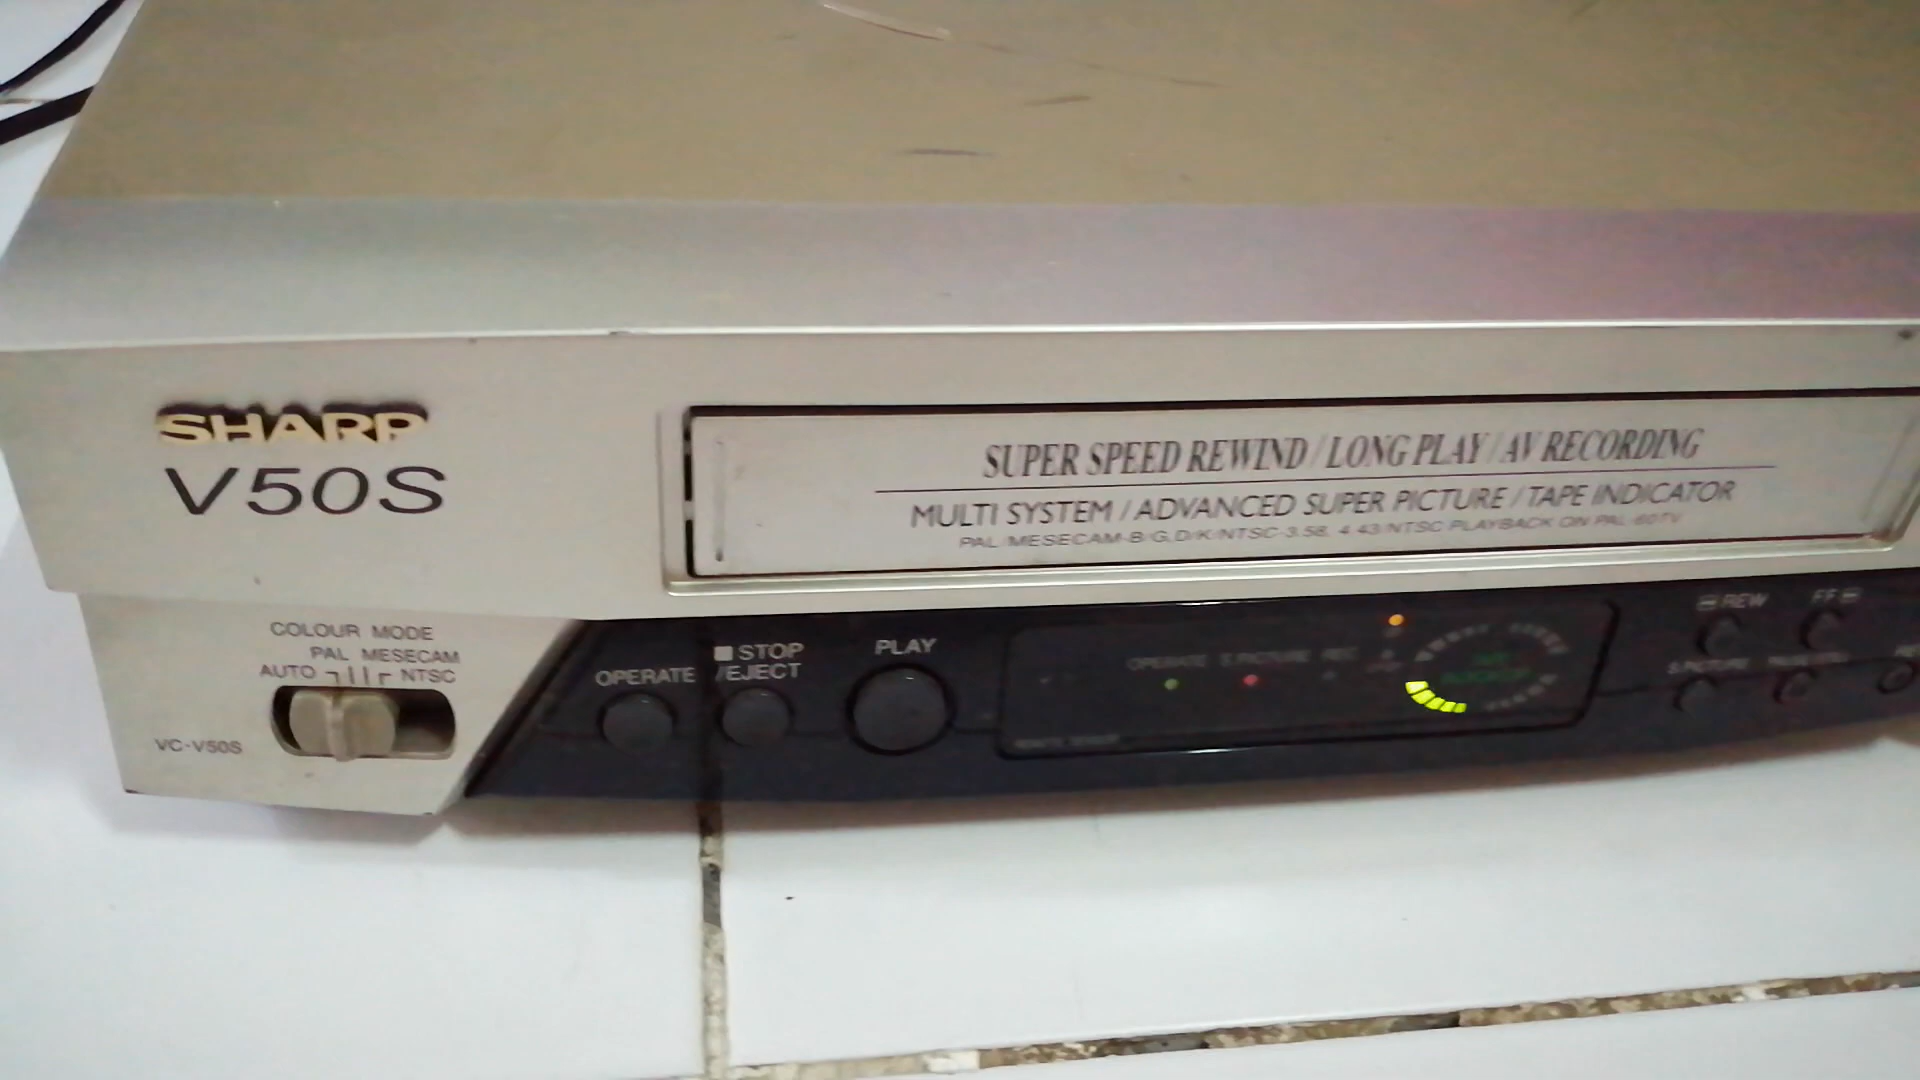 SHARP
V50S
SUPER SPEED REWIND / LONG PLAY / AV RECORDING
MULTI SYSTEM / ADVANCED SUPER PICTURE / TAPE INDICATOR
PAL/MESECAM-B/G,D/K/NTSC-3.58, 4.43/NTSC PLAYBACK ON PAL-60TV
COLOUR MODE
PAL MESECAM
AUTO NTSC
VC-V50S
OPERATE
■ STOP
/EJECT
PLAY
OPERATE S.PICTURE REC
REW
FF
S.PICTURE